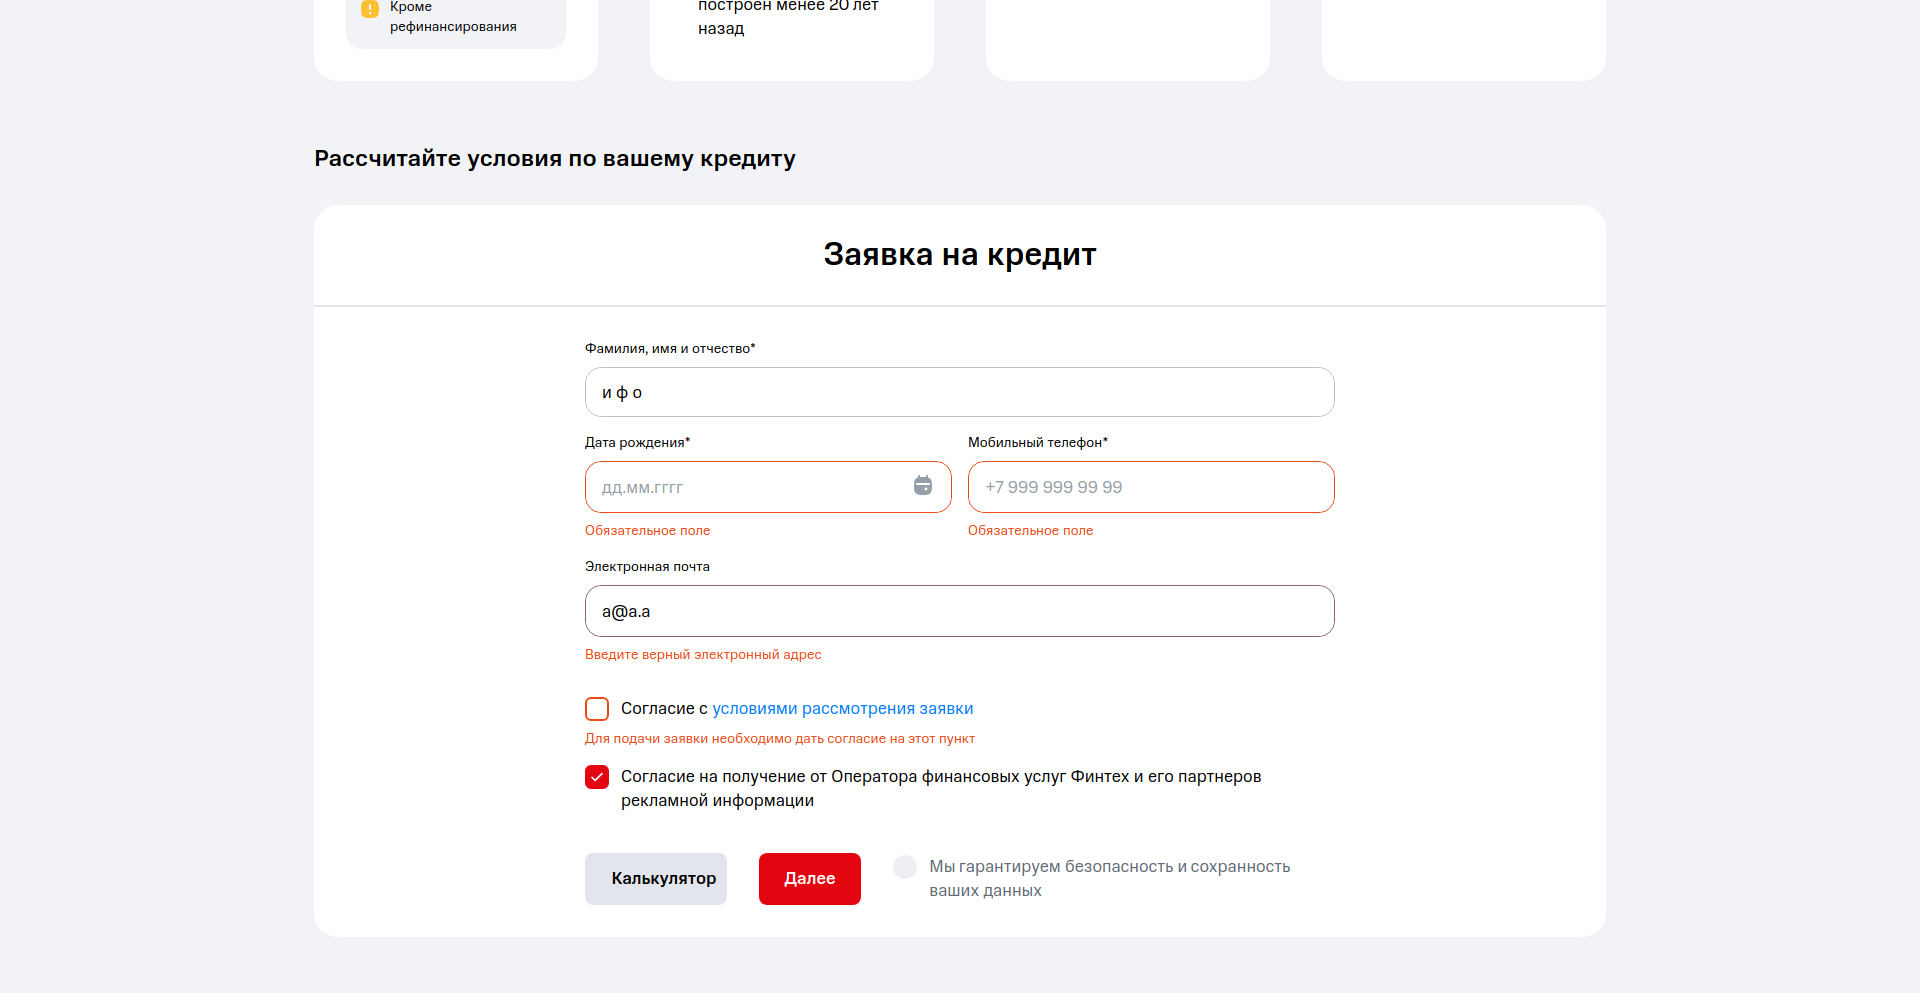 Кроме
рефинансирования
построен менее 20 лет
назад
Рассчитайте условия по вашему кредиту
Заявка на кредит
Фамилия, имя и отчество*
и ф о
Дата рождения*
Мобильный телефон*
дд.мм.гггг
+7 999 999 99 99
Обязательное поле
Обязательное поле
Электронная почта
a@a.a
Введите верный электронный адрес
Согласие с условиями рассмотрения заявки
Для подачи заявки необходимо дать согласие на этот пункт
Согласие на получение от Оператора финансовых услуг Финтех и его партнеров
рекламной информации
Калькулятор
Далее
Мы гарантируем безопасность и сохранность
ваших данных